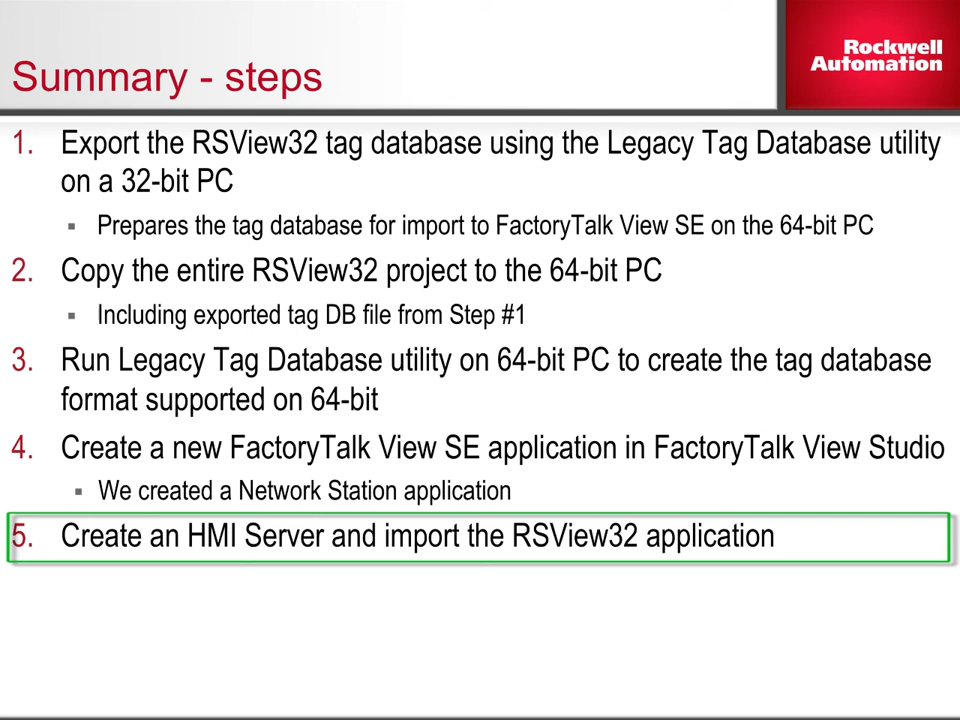 Rockwell
Automation
Summary - steps
1. Export the RSView32 tag database using the Legacy Tag Database utility
on a 32-bit PC
▪ Prepares the tag database for import to FactoryTalk View SE on the 64-bit PC
2. Copy the entire RSView32 project to the 64-bit PC
▪ Including exported tag DB file from Step #1
3. Run Legacy Tag Database utility on 64-bit PC to create the tag database
format supported on 64-bit
4. Create a new FactoryTalk View SE application in FactoryTalk View Studio
▪ We created a Network Station application
5. Create an HMI Server and import the RSView32 application